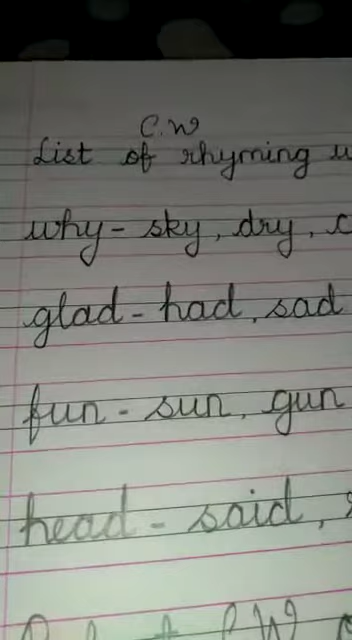 C.W
List of rhyming
why - sky, dry,
glad - had, sad
fun - sun, gun
head - said,